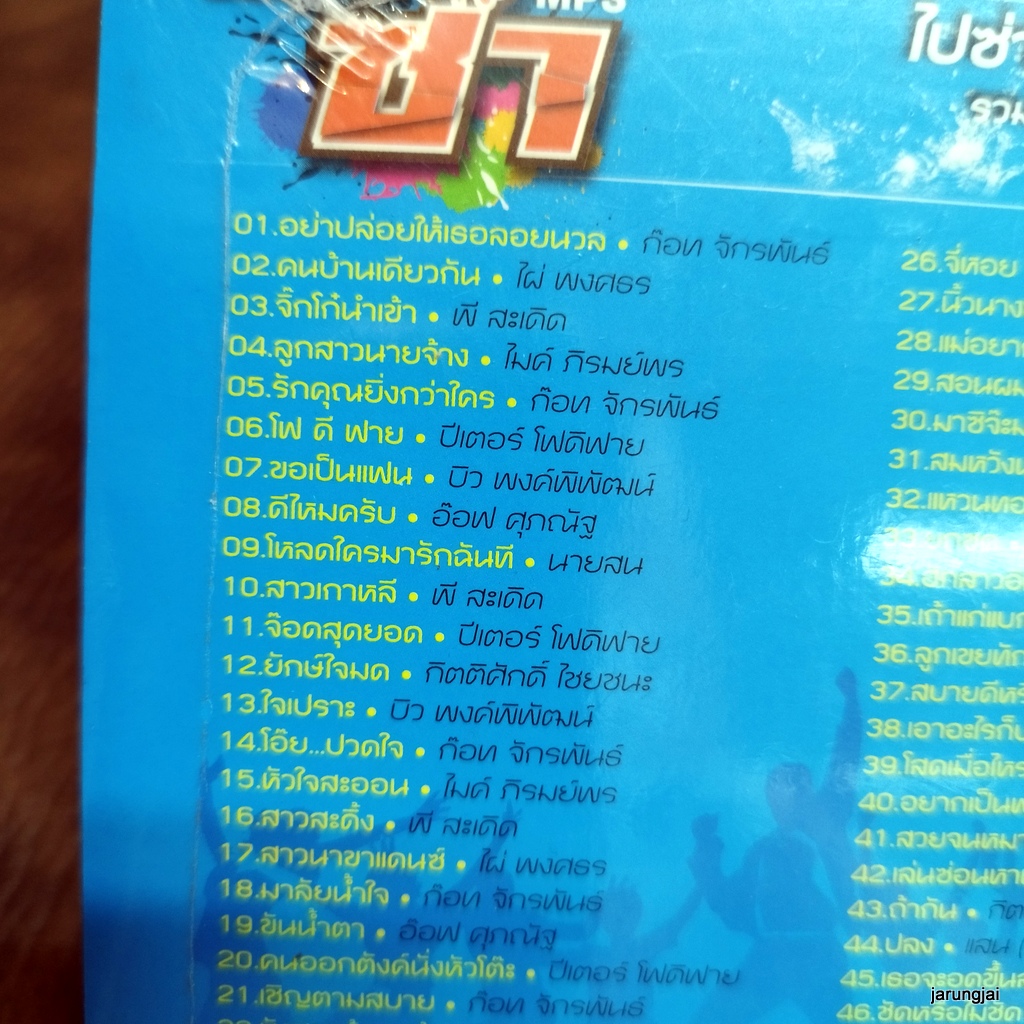 MP3
ซ่า
ไปซ่า
รวม
01.อย่าปล่อยให้เธอลอยนวล • ก๊อท จักรพันธ์
02.คนบ้านเดียวกัน • ไผ่ พงศธร
03.จิ๊กโก๋นำเข้า • พี สะเดิด
04.ลูกสาวนายจ้าง • ไมค์ ภิรมย์พร
05.รักคุณยิ่งกว่าใคร • ก๊อท จักรพันธ์
06.โฟ ดี ฟาย • ปีเตอร์ โฟดิฟาย
07.ขอเป็นแฟน • บิว พงค์พิพัฒน์
08.ดีไหมครับ • อ๊อฟ ศุภณัฐ
09.โหลดใครมารักฉันที • นายสน
10.สาวเกาหลี • พี สะเดิด
11.จ๊อดสุดยอด • ปีเตอร์ โฟดิฟาย
12.ยักษ์ใจมด • กิตติศักดิ์ ไชยชนะ
13.ใจเปราะ • บิว พงค์พิพัฒน์
14.โอ๊ย...ปวดใจ • ก๊อท จักรพันธ์
15.หัวใจสะออน • ไมค์ ภิรมย์พร
16.สาวสะดิ้ง • พี สะเดิด
17.สาวนาขาแดนซ์ • ไผ่ พงศธร
18.มาลัยน้ำใจ • ก๊อท จักรพันธ์
19.ขันน้ำตา • อ๊อฟ ศุภณัฐ
20.คนออกตังค์นั่งหัวโต๊ะ • ปีเตอร์ โฟดิฟาย
21.เชิญตามสบาย • ก๊อท จักรพันธ์
26.จี่หอย
27.นิ้วนาง
28.แม่อยา
29.สอนผม
30.มาซิจ๊ะ
31.สมหวัง
32.แหวนทอ
35.เถ้าแก่แบก
36.ลูกเขยทัก
37.สบายดีหรื
38.เอาอะไรก็
39.โสดเมื่อไหร่
40.อยากเป็น
41.สวยจนหมา
42.เล่นซ่อนหา
43.ถ้ากัน • กิต
44.ปลง • แสน
45.เธอจะอดขึ้น
46.ชัดหรือไม่ชัด
jarungjai